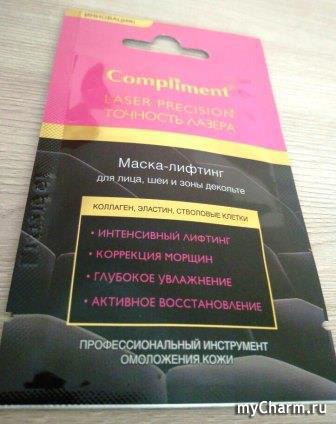 ИННОВАЦИЯ!
Compliment
LASER PRECISION
ТОЧНОСТЬ ЛАЗЕРА
Маска-лифтинг
для лица, шеи и зоны декольте
КОЛЛАГЕН, ЭЛАСТИН, СТВОЛОВЫЕ КЛЕТКИ
• ИНТЕНСИВНЫЙ ЛИФТИНГ
• КОРРЕКЦИЯ МОРЩИН
• ГЛУБОКОЕ УВЛАЖНЕНИЕ
• АКТИВНОЕ ВОССТАНОВЛЕНИЕ
ПРОФЕССИОНАЛЬНЫЙ ИНСТРУМЕНТ
ОМОЛОЖЕНИЯ КОЖИ
myCharm.ru